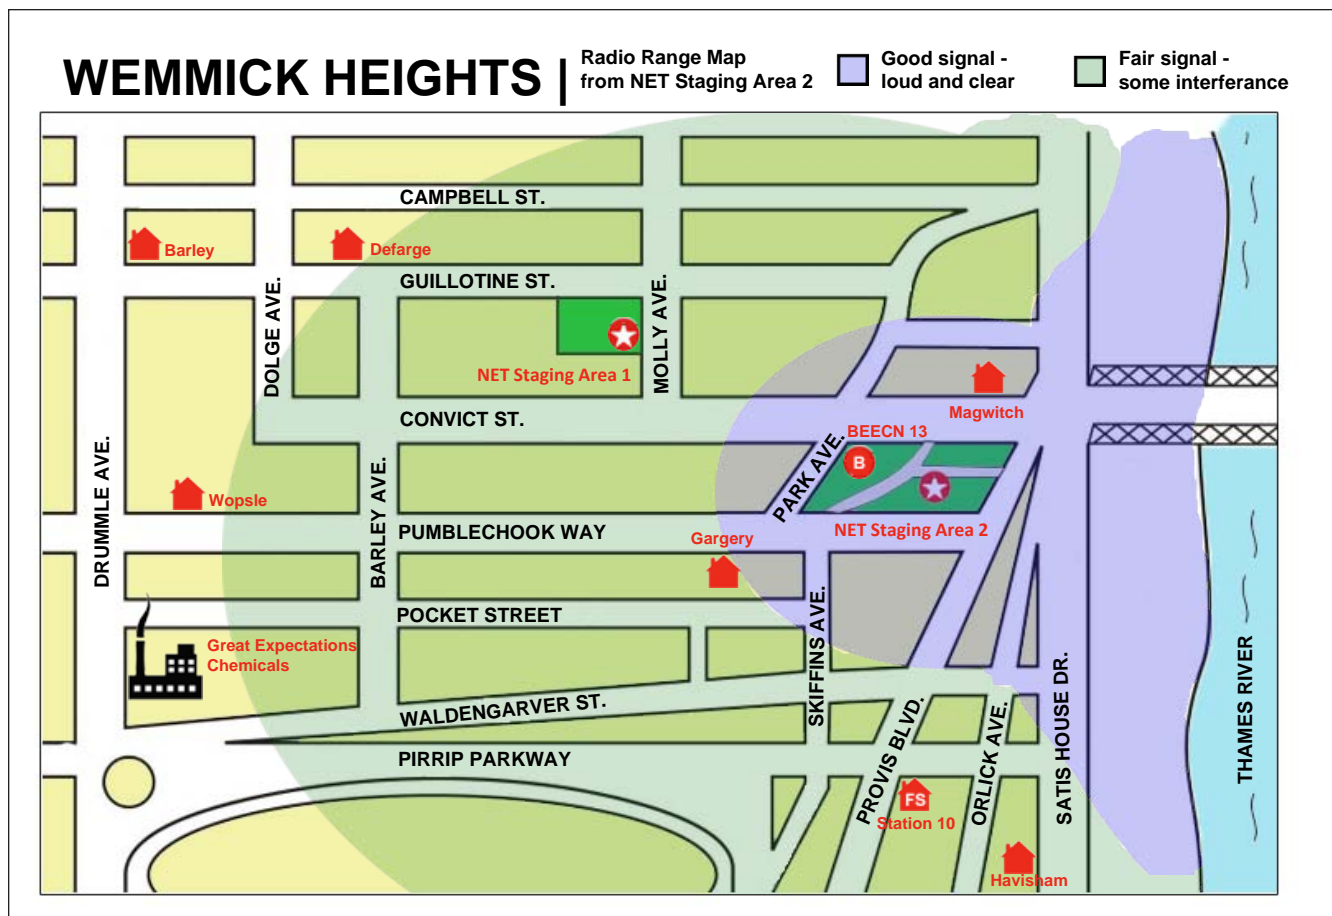 WEMMICK HEIGHTS |
Radio Range Map
from NET Staging Area 2
Good signal -
loud and clear
Fair signal -
some interferance
CAMPBELL ST.
Barley
Defarge
GUILLOTINE ST.
DOLGE AVE.
MOLLY AVE.
NET Staging Area 1
Magwitch
CONVICT ST.
BEECN 13
B
PARK AVE.
DRUMMLE AVE.
Wopsle
BARLEY AVE.
PUMBLECHOOK WAY
NET Staging Area 2
Gargery
POCKET STREET
Great Expectations
Chemicals
SKIFFINS AVE.
WALDENGARVER ST.
PIRRIP PARKWAY
PROVIS BLVD.
ORLICK AVE.
SATIS HOUSE DR.
THAMES RIVER
FS
Station 10
Havisham